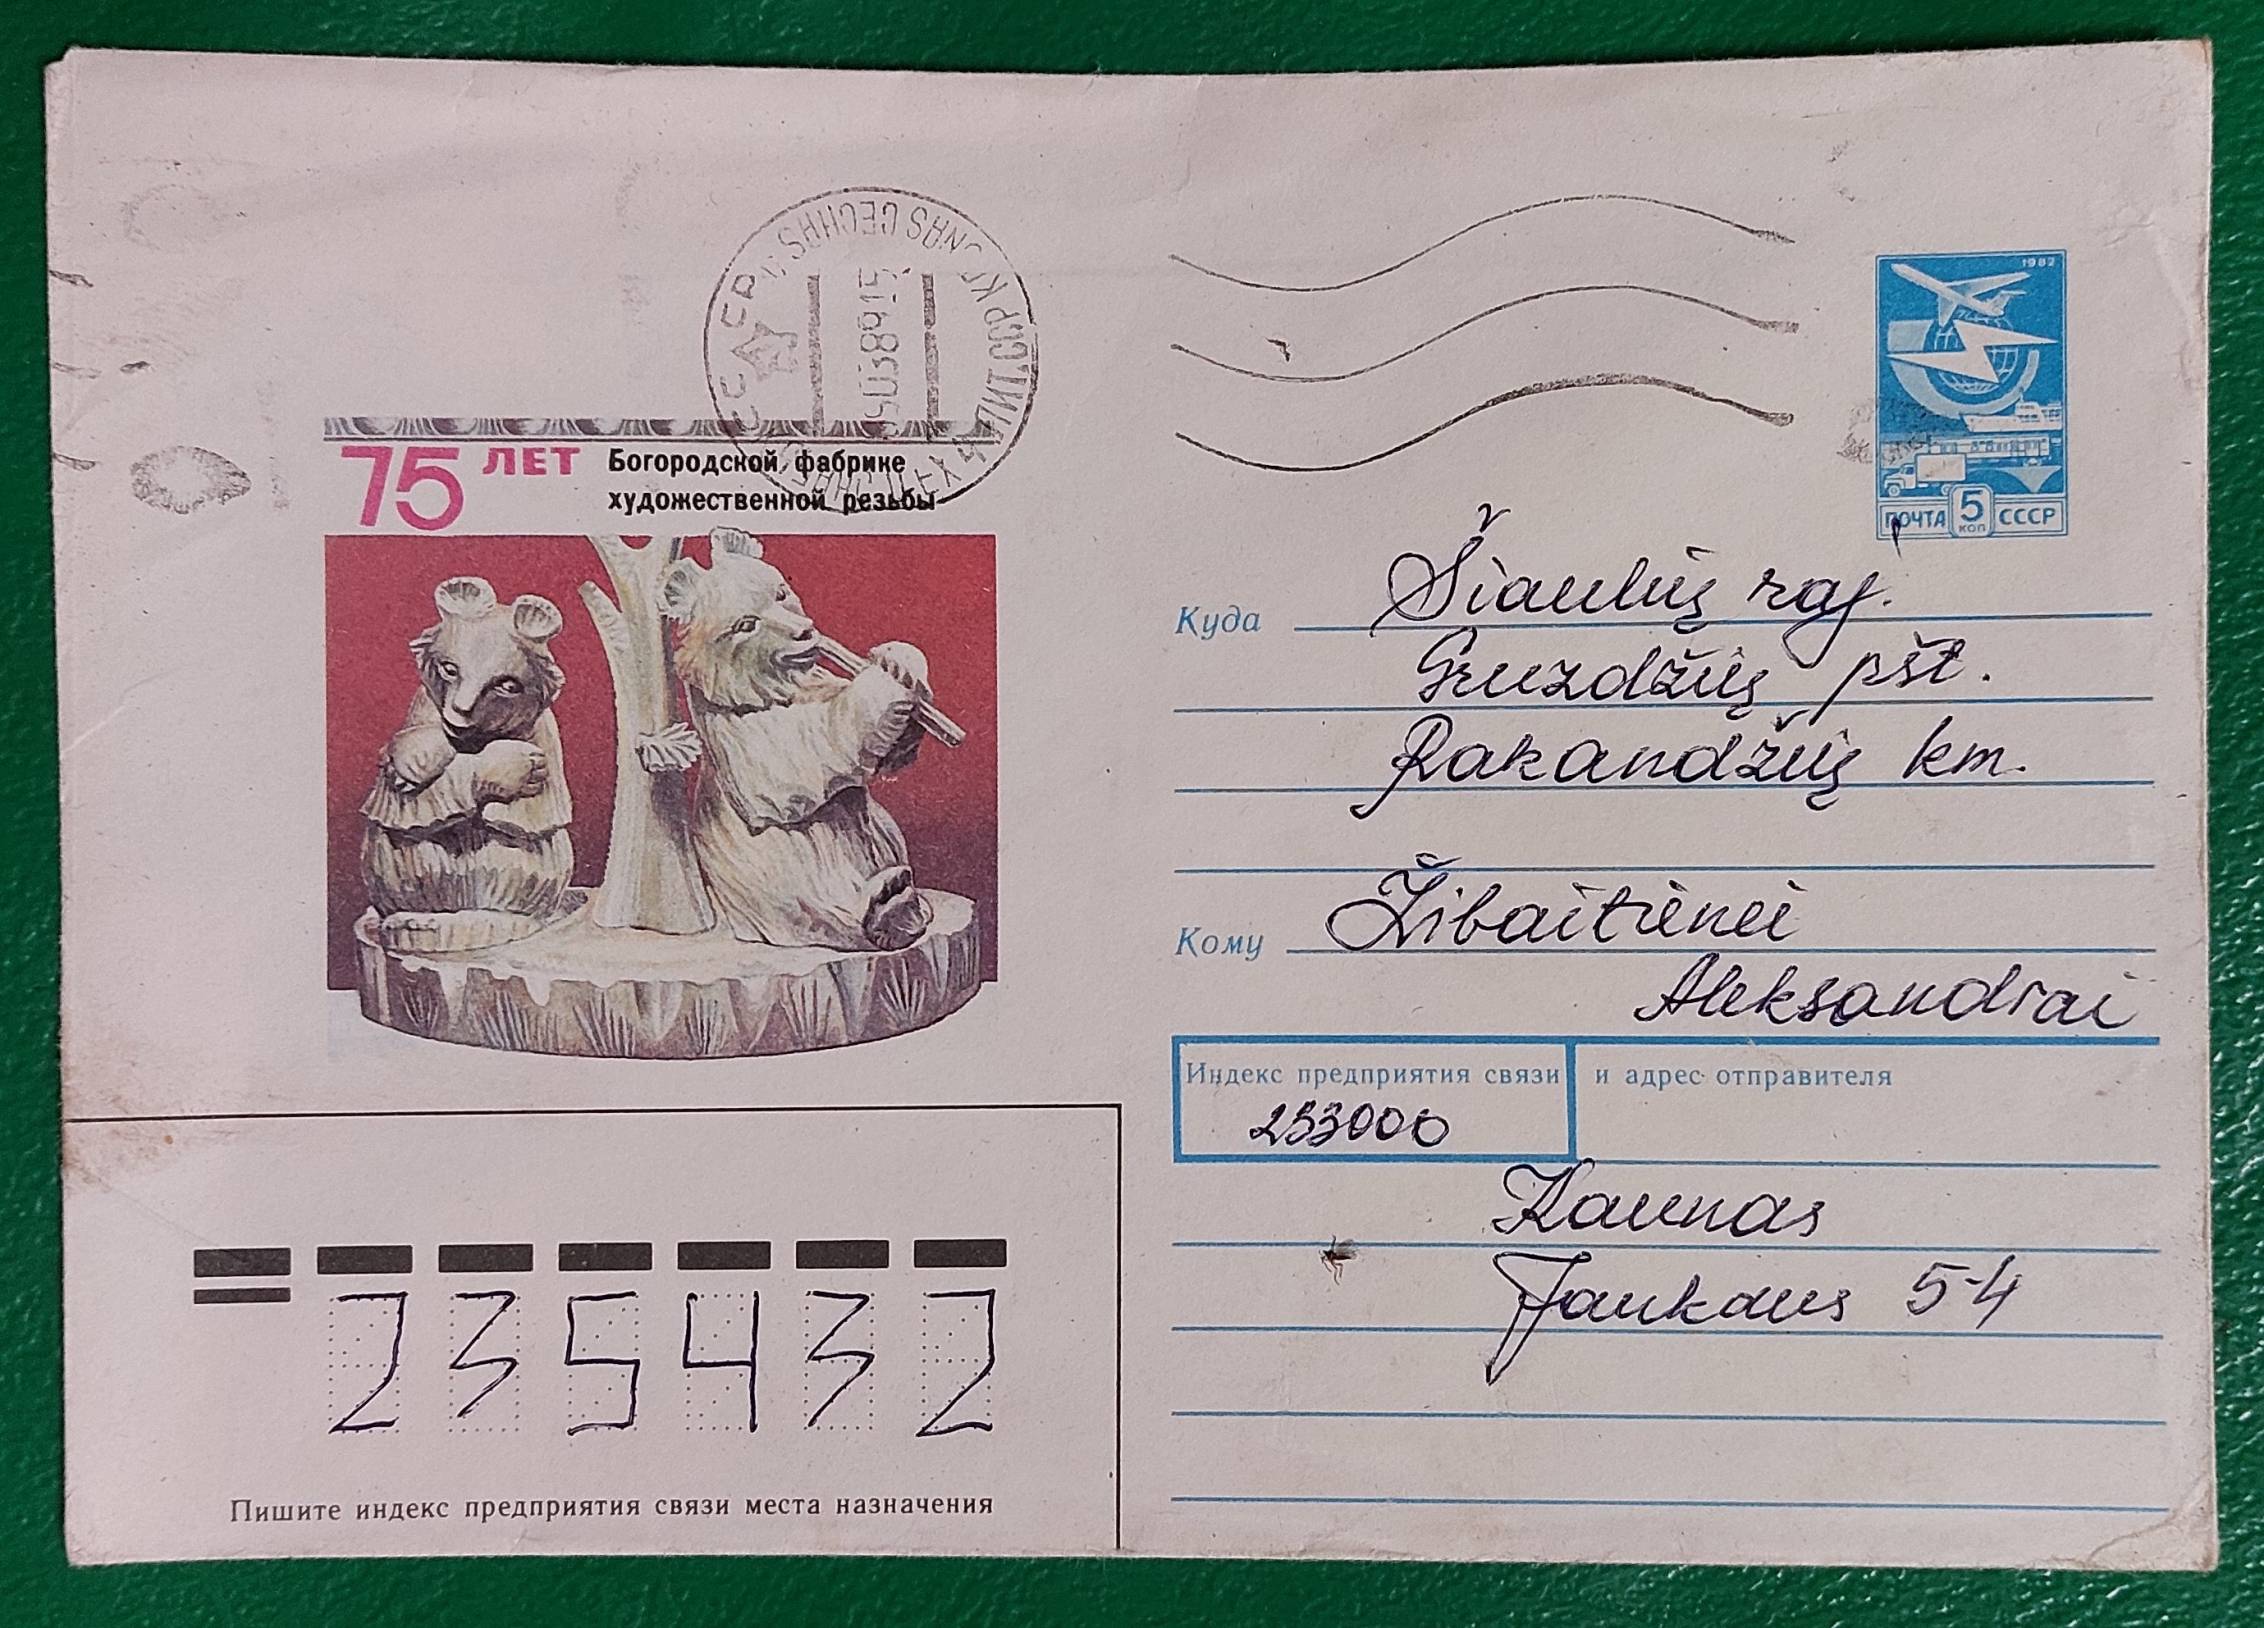 75 ЛЕТ Богородской фабрике
художественной резьбы
1982
ПОЧТА 5 КОП СССР
Куда Šiaulių raj.
Gruzdžių pšt.
Rakandžių km.
Кому Žibaitienei
Aleksandrai
Индекс предприятия связи и адрес отправителя
233000
Kaunas
Jankaus 5-4
235432
Пишите индекс предприятия связи места назначения